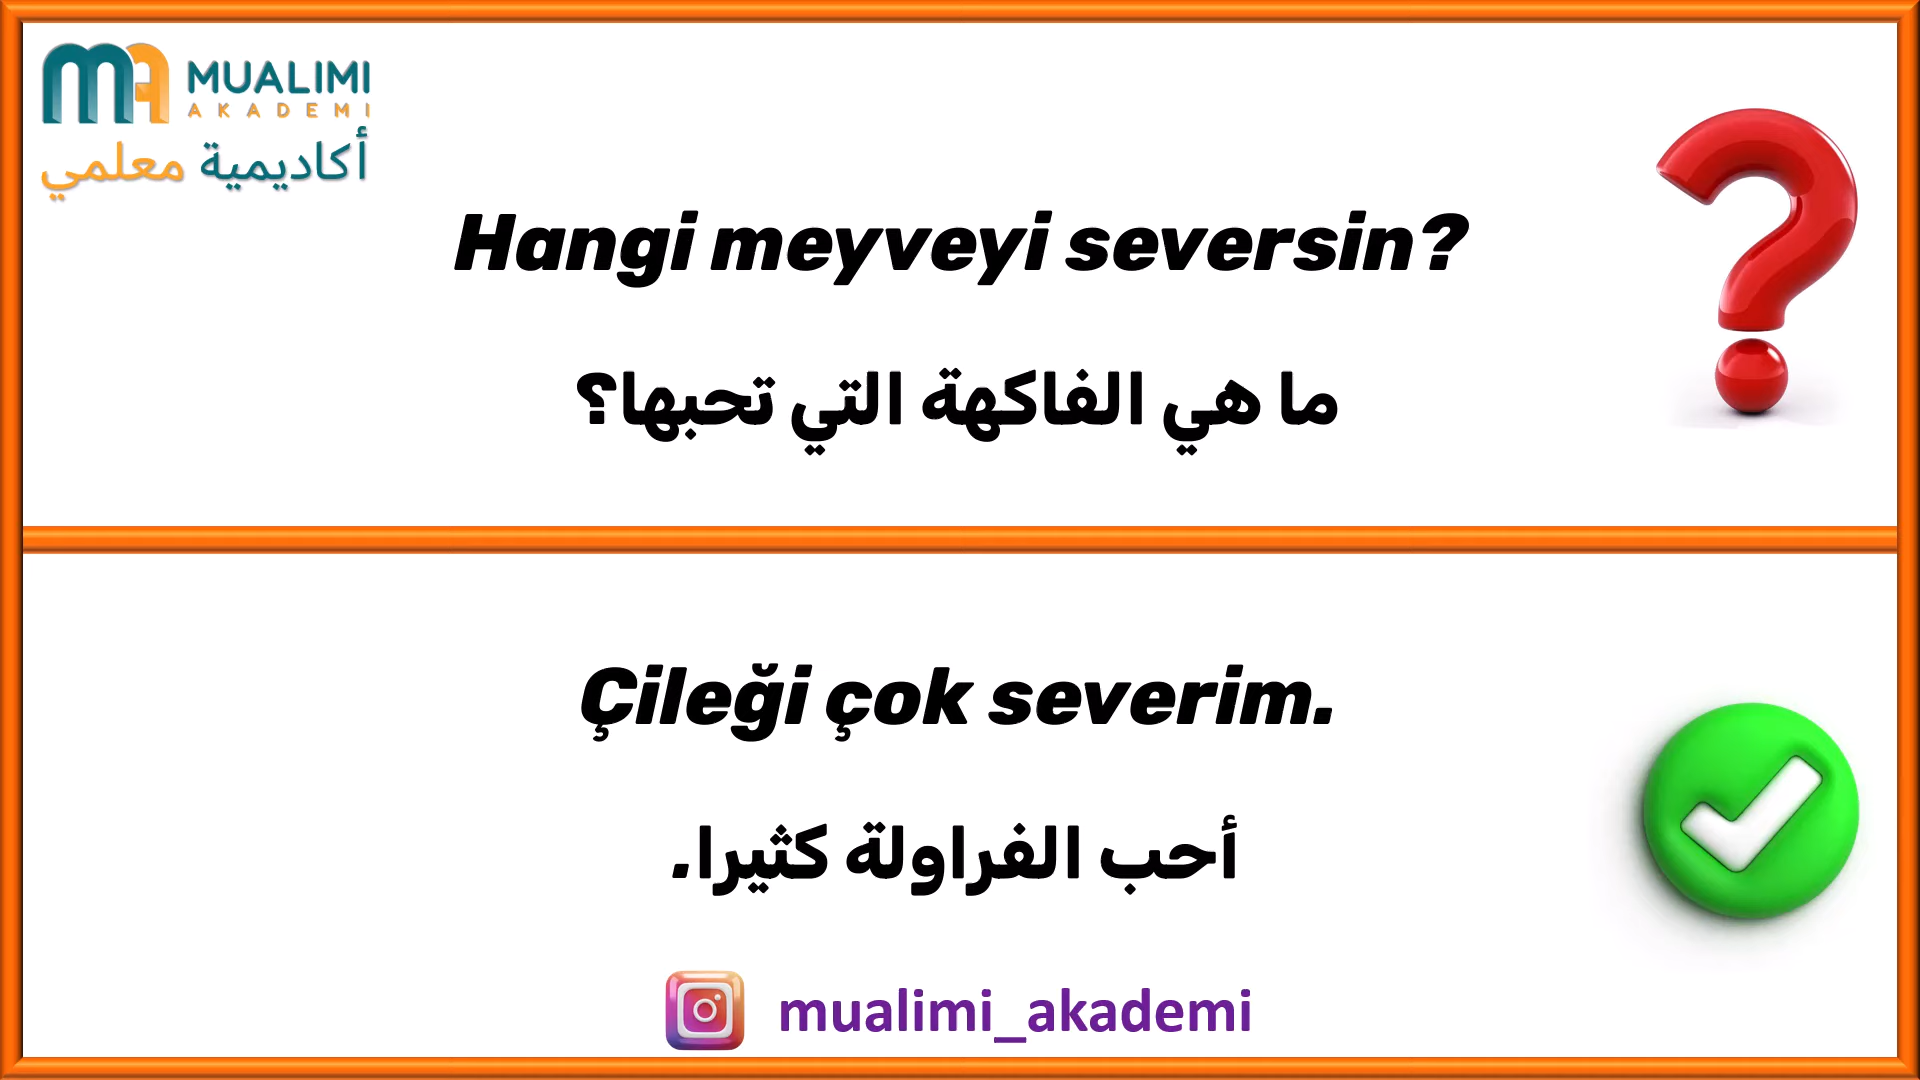 MUALIMI
AKADEMI
أكاديمية معلمي
Hangi meyveyi seversin?
ما هي الفاكهة التي تحبها؟
Çileği çok severim.
أحب الفراولة كثيرا.
mualimi_akademi